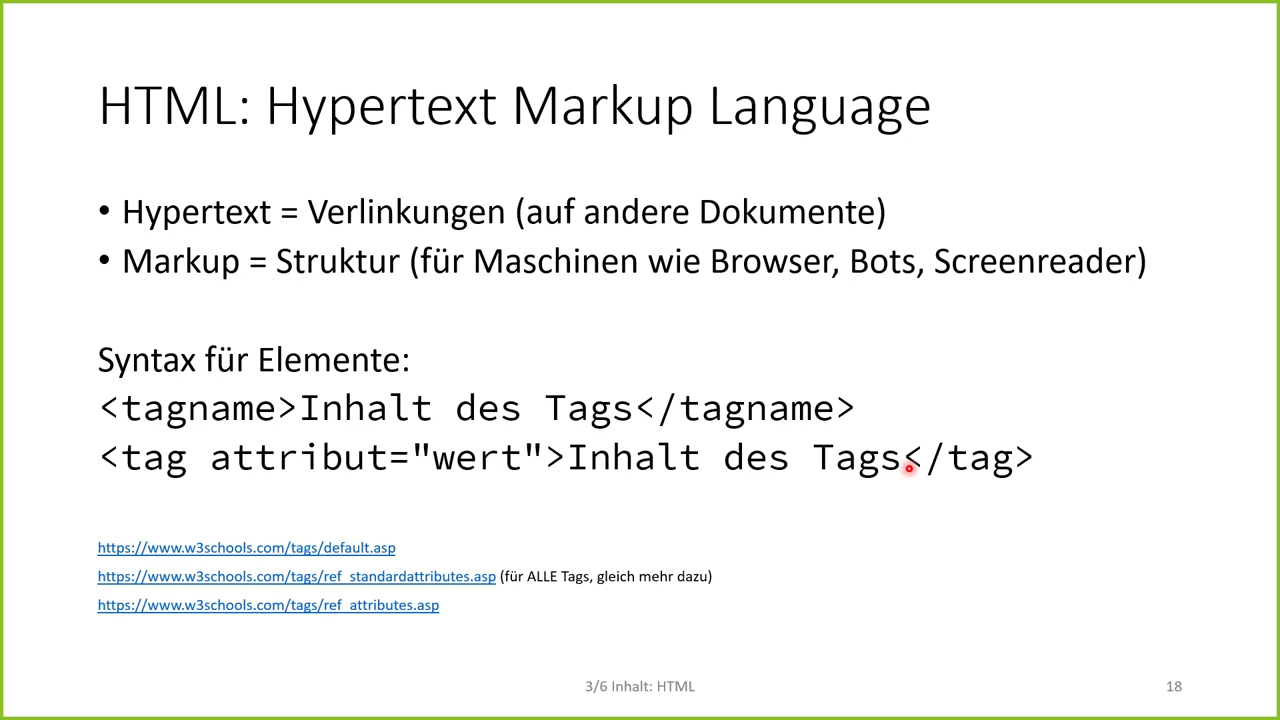 HTML: Hypertext Markup Language
• Hypertext = Verlinkungen (auf andere Dokumente)
• Markup = Struktur (für Maschinen wie Browser, Bots, Screenreader)
Syntax für Elemente:
<tagname>Inhalt des Tags</tagname>
<tag attribut="wert">Inhalt des Tags</tag>
https://www.w3schools.com/tags/default.asp
https://www.w3schools.com/tags/ref_standardattributes.asp (für ALLE Tags, gleich mehr dazu)
https://www.w3schools.com/tags/ref_attributes.asp
3/6 Inhalt: HTML
18